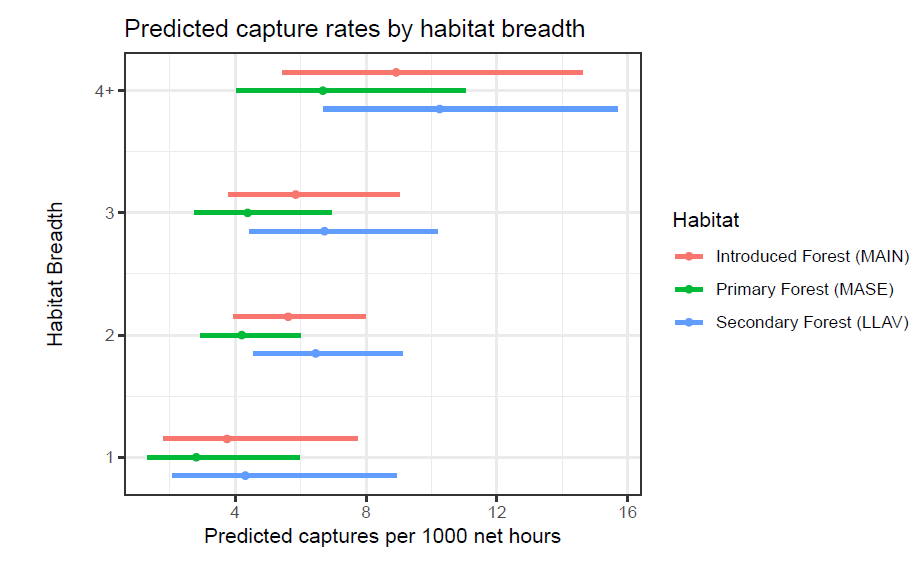 Predicted capture rates by habitat breadth
4+
3
2
1
Habitat Breadth
4 8 12 16
Predicted captures per 1000 net hours
Habitat
Introduced Forest (MAIN)
Primary Forest (MASE)
Secondary Forest (LLAV)